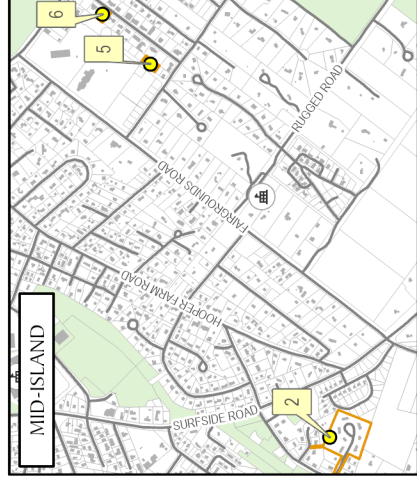 MID-ISLAND
6
5
2
RUGGED ROAD
FAIRGROUNDS ROAD
HOOPER FARM ROAD
SURFSIDE ROAD